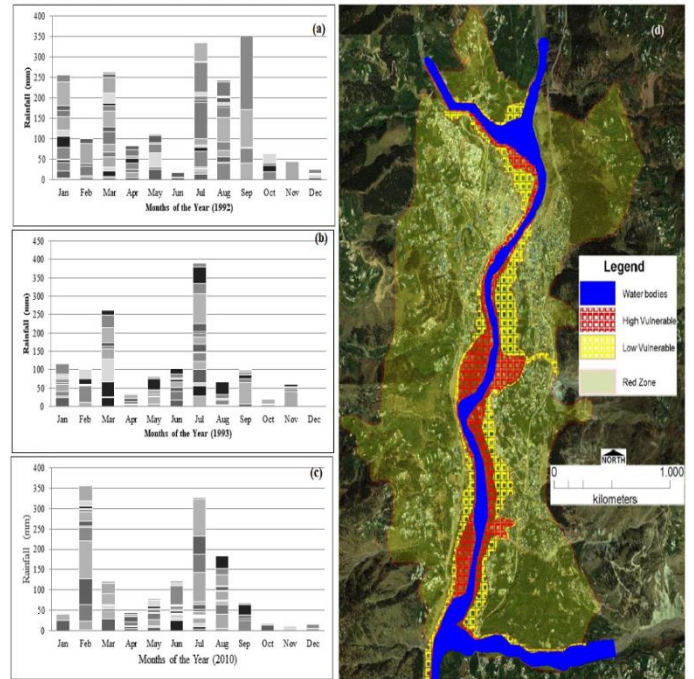 (a)
Rainfall (mm)
400
350
300
250
200
150
100
50
0
Jan Feb Mar Apr May Jun Jul Aug Sep Oct Nov Dec
Months of the Year (1992)
(b)
Rainfall (mm)
450
400
350
300
250
200
150
100
50
0
Jan Feb Mar Apr May Jun Jul Aug Sep Oct Nov Dec
Months of the Year (1993)
(c)
Rainfall (mm)
400
350
300
250
200
150
100
50
0
Jan Feb Mar Apr May Jun Jul Aug Sep Oct Nov Dec
Months of the Year (2010)
(d)
Legend
Water bodies
High Vulnerable
Low Vulnerable
Red Zone
NORTH
0 1.000
kilometers